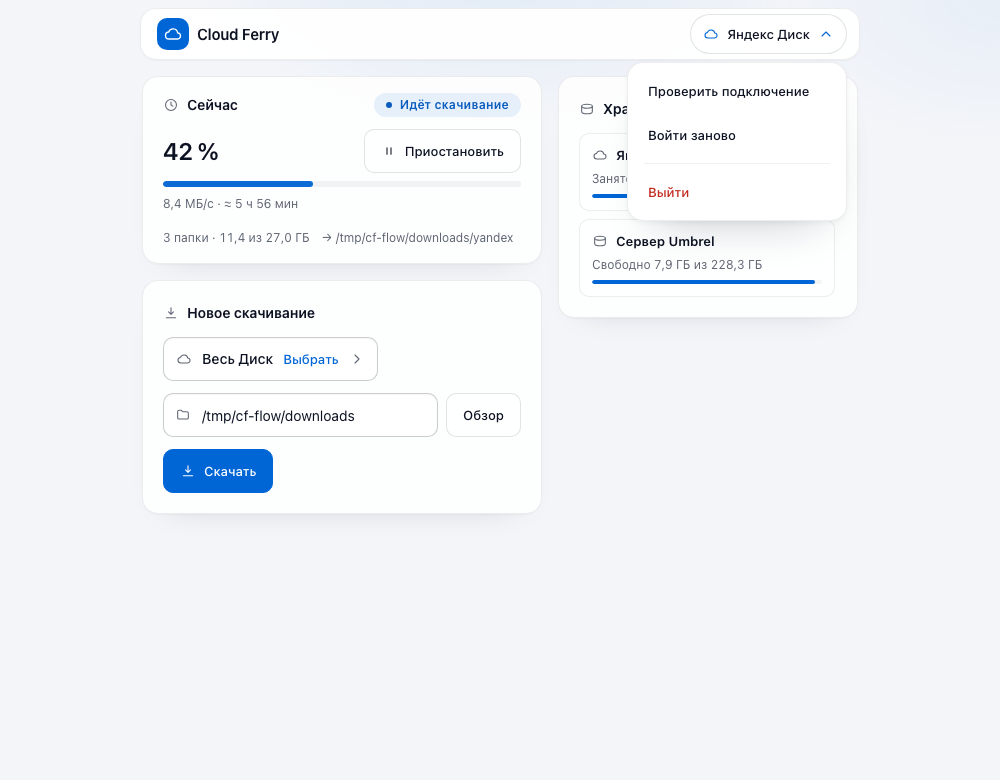 Cloud Ferry
Яндекс Диск
Проверить подключение
Войти заново
Выйти
Сейчас
Идёт скачивание
42 %
Приостановить
8,4 МБ/с · ≈ 5 ч 56 мин
3 папки · 11,4 из 27,0 ГБ → /tmp/cf-flow/downloads/yandex
Сервер Umbrel
Свободно 7,9 ГБ из 228,3 ГБ
Новое скачивание
Весь Диск Выбрать
/tmp/cf-flow/downloads
Обзор
Скачать